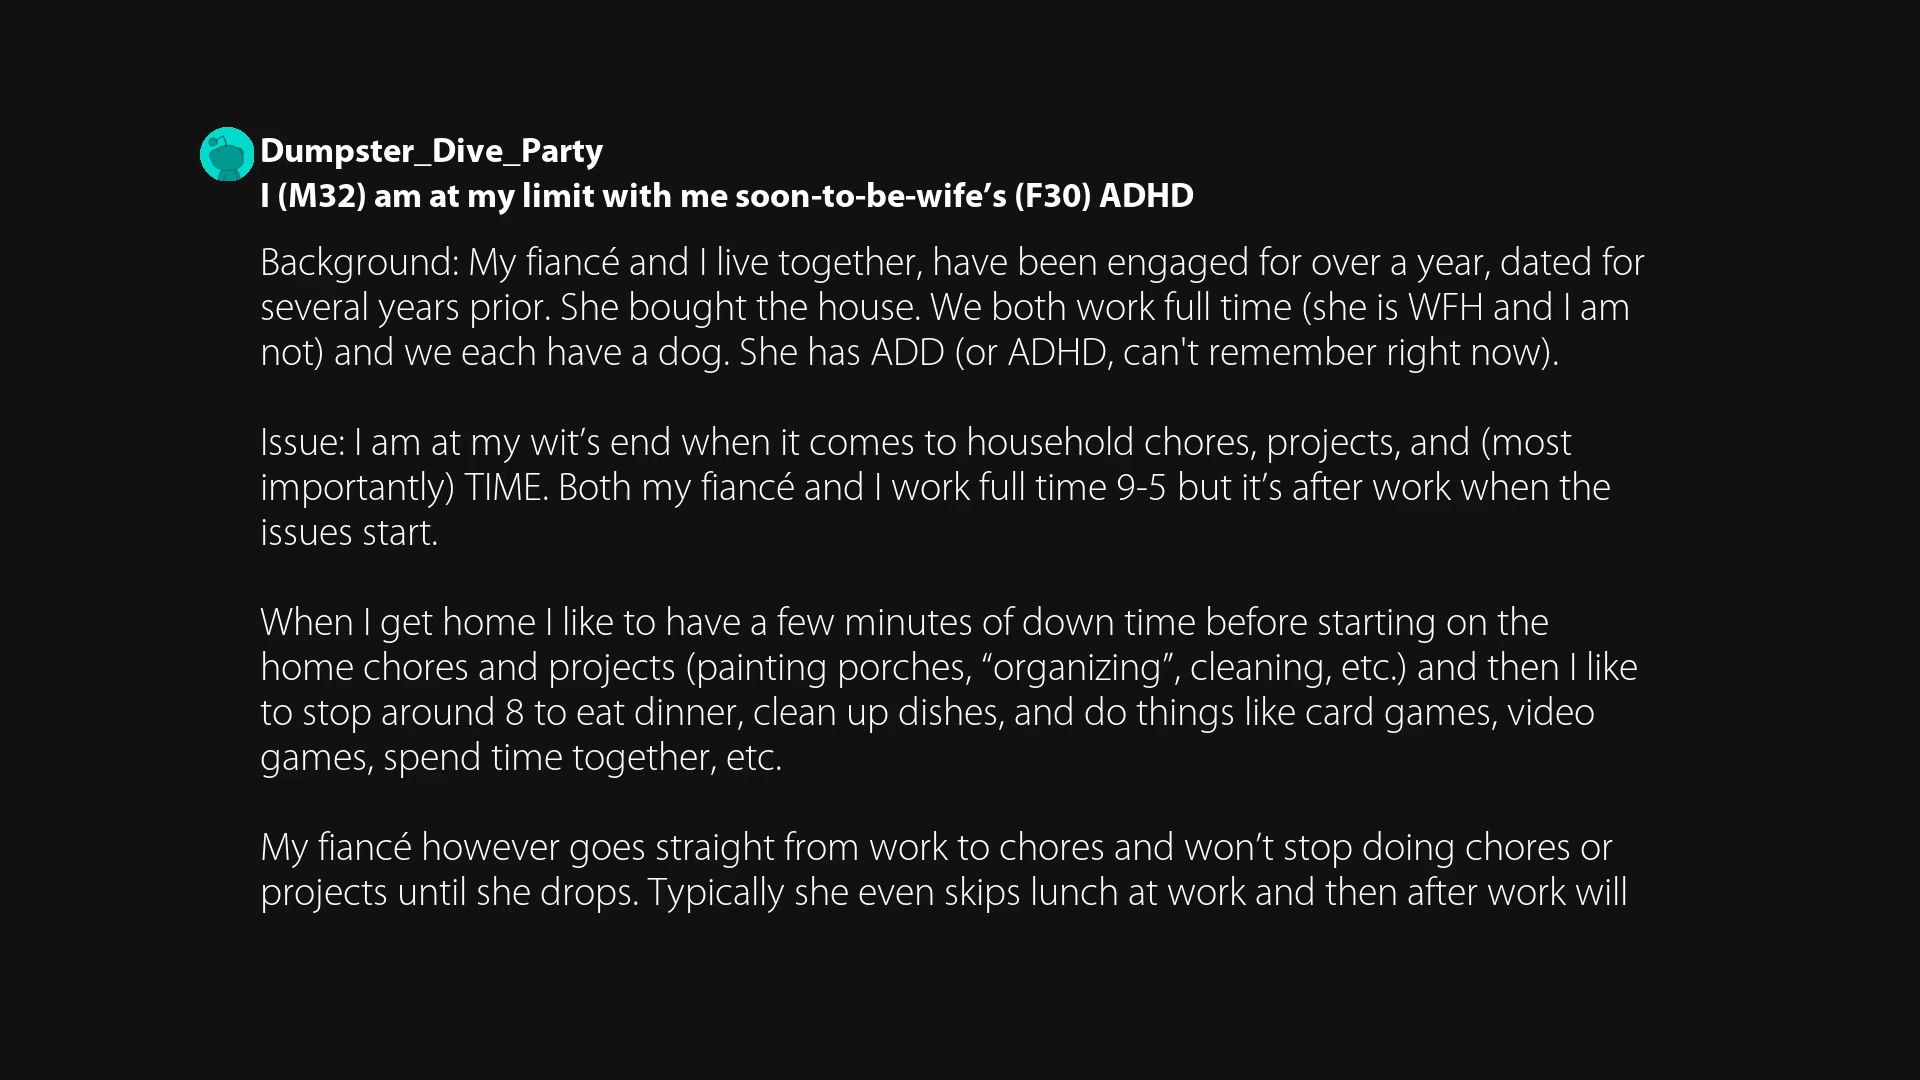 Dumpster_Dive_Party
I (M32) am at my limit with me soon-to-be-wife’s (F30) ADHD
Background: My fiancé and I live together, have been engaged for over a year, dated for
several years prior. She bought the house. We both work full time (she is WFH and I am
not) and we each have a dog. She has ADD (or ADHD, can't remember right now).
Issue: I am at my wit’s end when it comes to household chores, projects, and (most
importantly) TIME. Both my fiancé and I work full time 9-5 but it’s after work when the
issues start.
When I get home I like to have a few minutes of down time before starting on the
home chores and projects (painting porches, “organizing”, cleaning, etc.) and then I like
to stop around 8 to eat dinner, clean up dishes, and do things like card games, video
games, spend time together, etc.
My fiancé however goes straight from work to chores and won’t stop doing chores or
projects until she drops. Typically she even skips lunch at work and then after work will